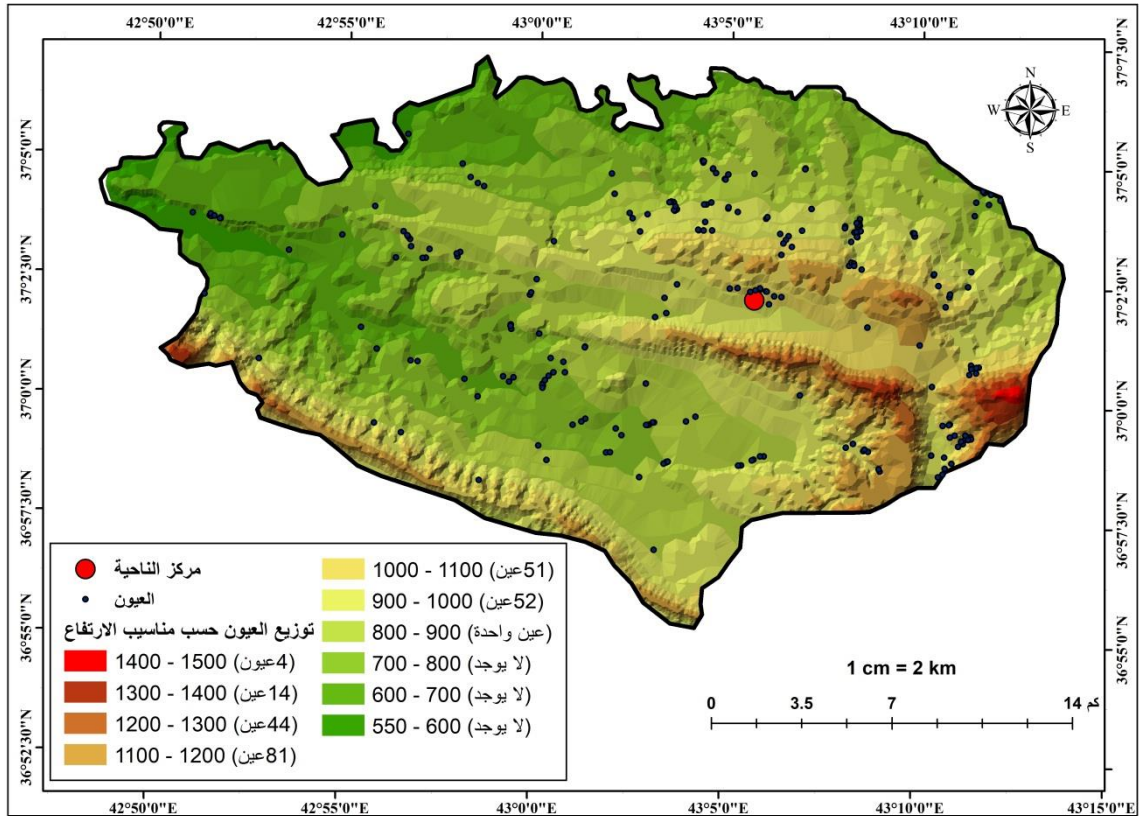 42°50'0"E 42°55'0"E 43°0'0"E 43°5'0"E 43°10'0"E
37°7'30"N
37°5'0"N
37°2'30"N
37°0'0"N
36°57'30"N
36°55'0"N
36°52'30"N
N
W E
S
37°7'30"N
37°5'0"N
37°2'30"N
37°0'0"N
36°57'30"N
36°55'0"N
مركز الناحية
العيون
توزيع العيون حسب مناسيب الارتفاع
1400 - 1500 (4عيون)
1300 - 1400 (14عين)
1200 - 1300 (44عين)
1100 - 1200 (81عين)
1000 - 1100 (51عين)
900 - 1000 (52عين)
800 - 900 (عين واحدة)
700 - 800 (لا يوجد)
600 - 700 (لا يوجد)
550 - 600 (لا يوجد)
1 cm = 2 km
0 3.5 7 14 كم
42°50'0"E 42°55'0"E 43°0'0"E 43°5'0"E 43°10'0"E 43°15'0"E